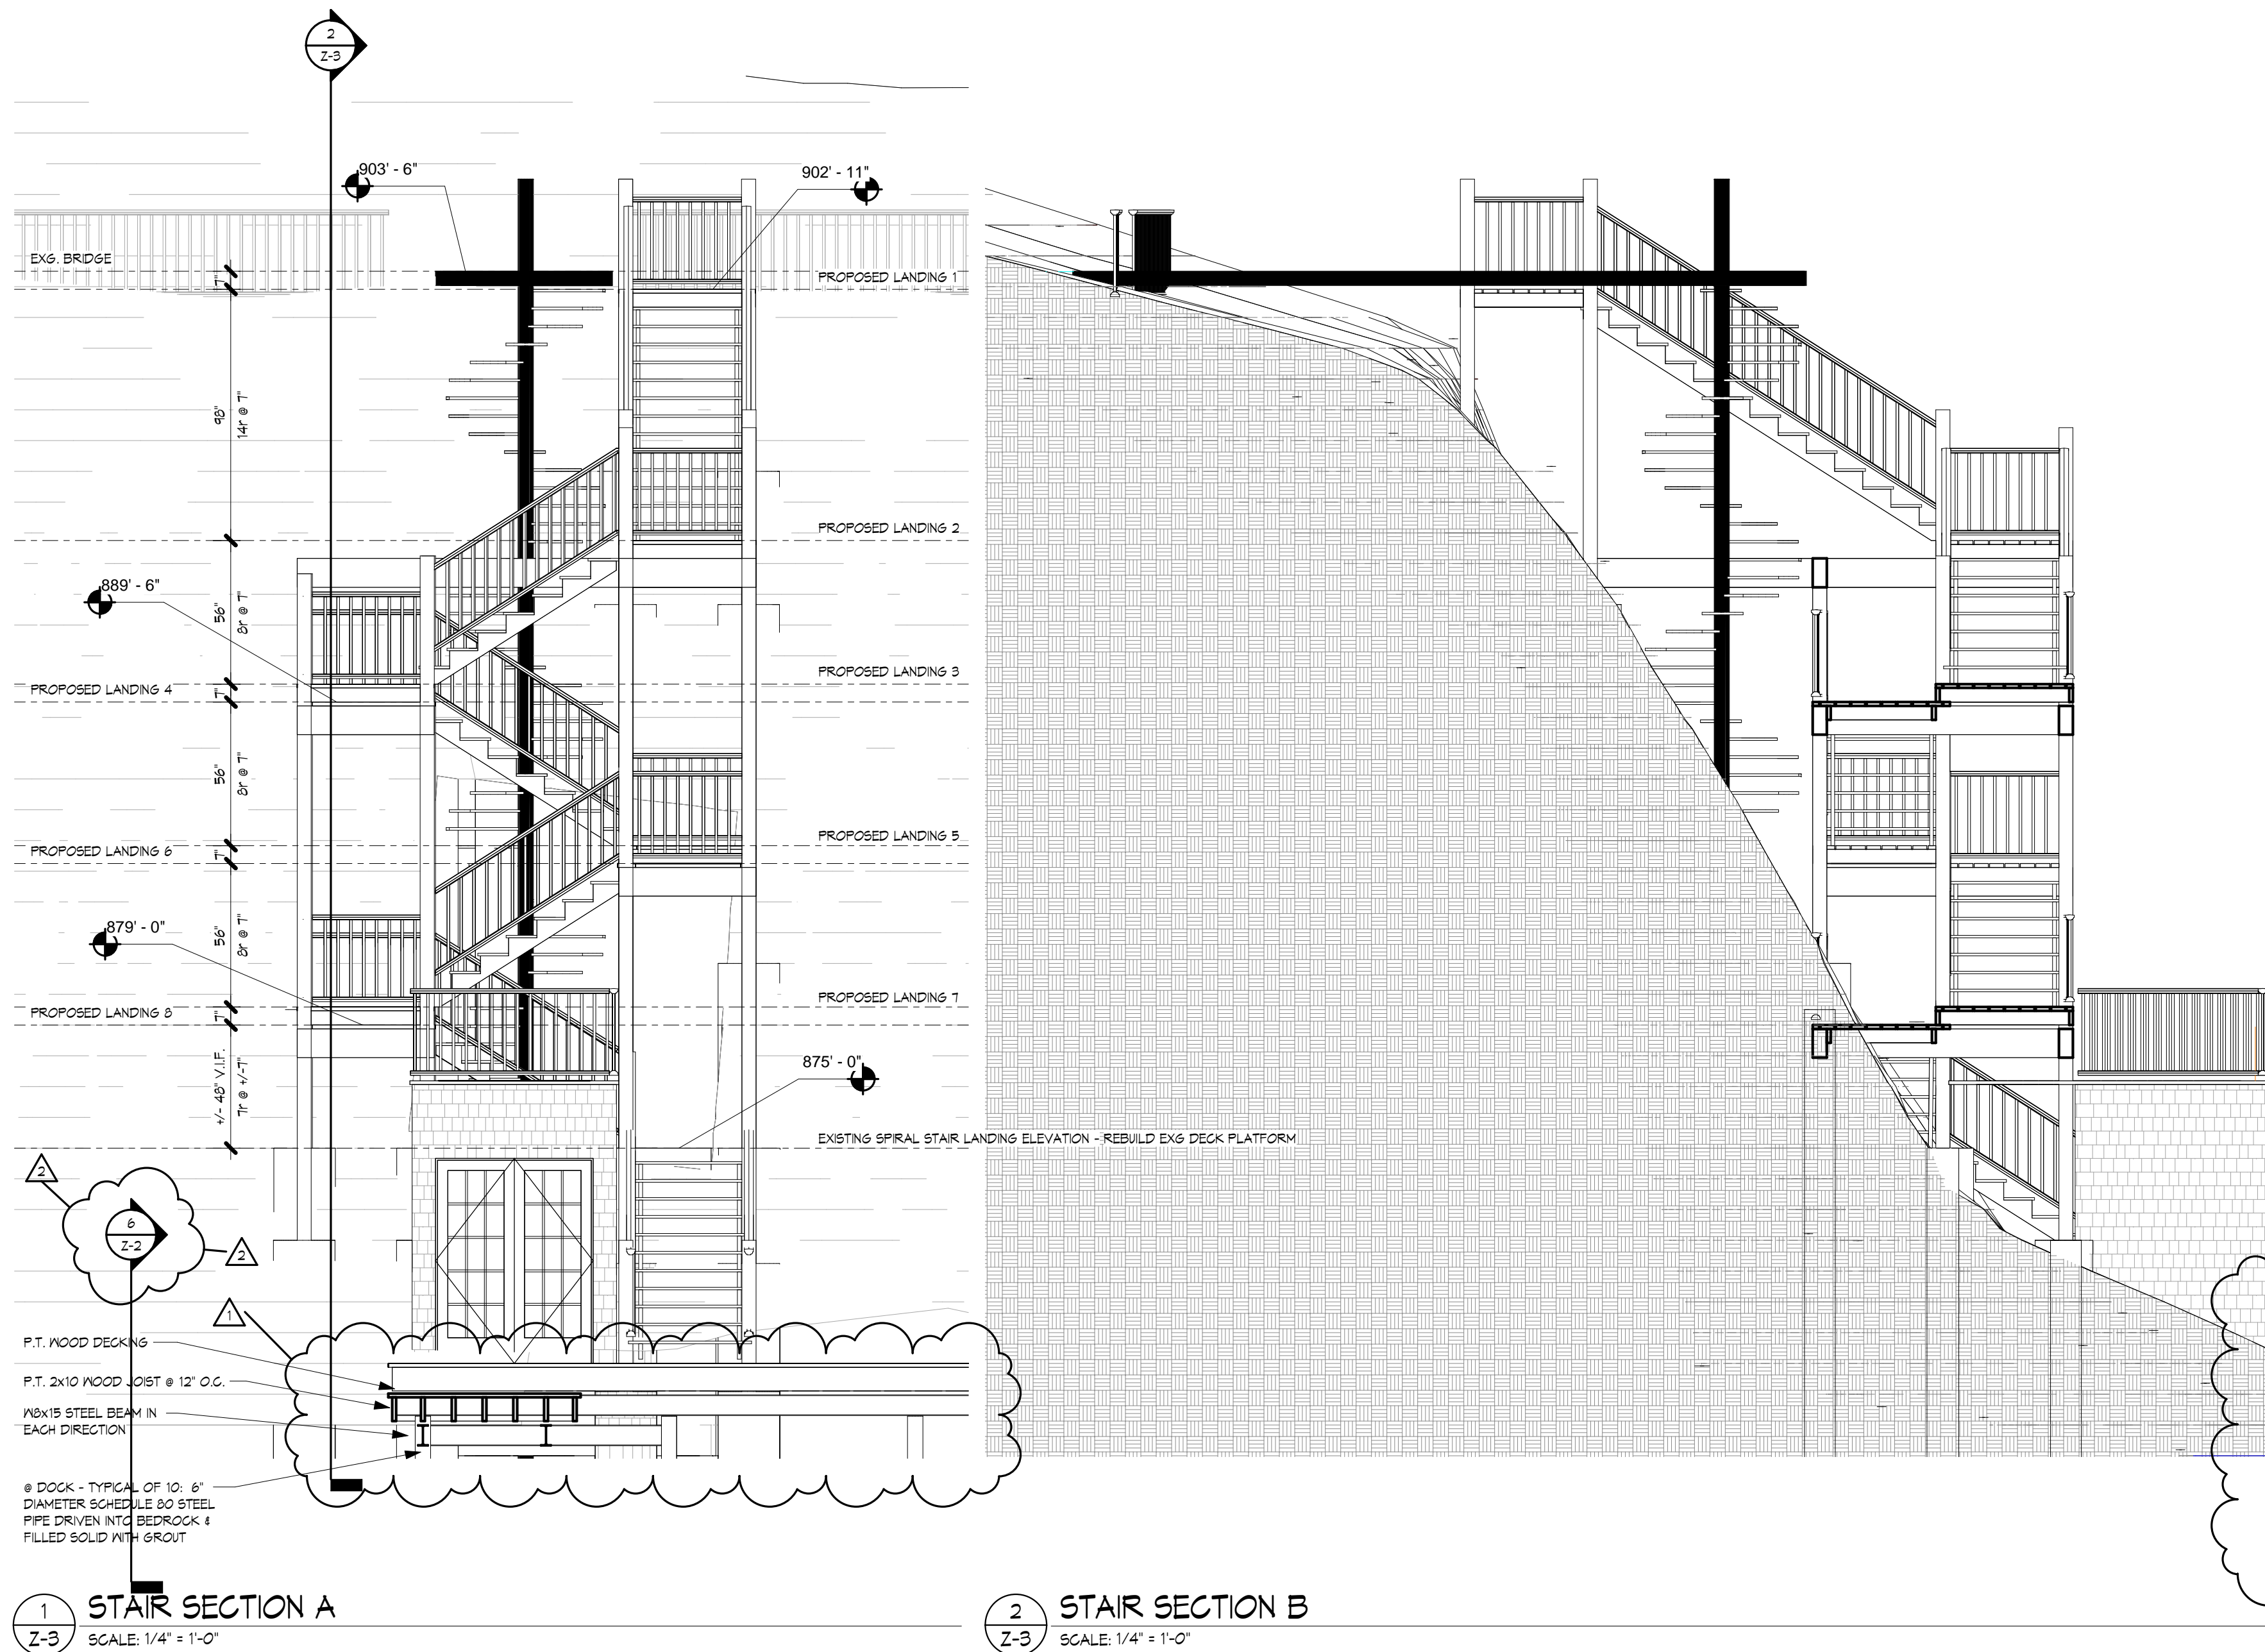 2
Z-3
903' - 6"
902' - 11"
EXG. BRIDGE
7"
PROPOSED LANDING 1
98"
14r @ 7"
PROPOSED LANDING 2
889' - 6"
56"
8r @ 7"
PROPOSED LANDING 3
PROPOSED LANDING 4
7"
56"
8r @ 7"
PROPOSED LANDING 5
PROPOSED LANDING 6
7"
879' - 0"
56"
8r @ 7"
PROPOSED LANDING 7
PROPOSED LANDING 8
7"
+/- 48" V.I.F.
7r @ +/-7"
875' - 0"
EXISTING SPIRAL STAIR LANDING ELEVATION - REBUILD EXG DECK PLATFORM
2
6
Z-2
2
1
P.T. WOOD DECKING
P.T. 2x10 WOOD JOIST @ 12" O.C.
W8x15 STEEL BEAM IN
EACH DIRECTION
@ DOCK - TYPICAL OF 10: 6"
DIAMETER SCHEDULE 80 STEEL
PIPE DRIVEN INTO BEDROCK &
FILLED SOLID WITH GROUT
1
Z-3
STAIR SECTION A
SCALE: 1/4" = 1'-0"
2
Z-3
STAIR SECTION B
SCALE: 1/4" = 1'-0"